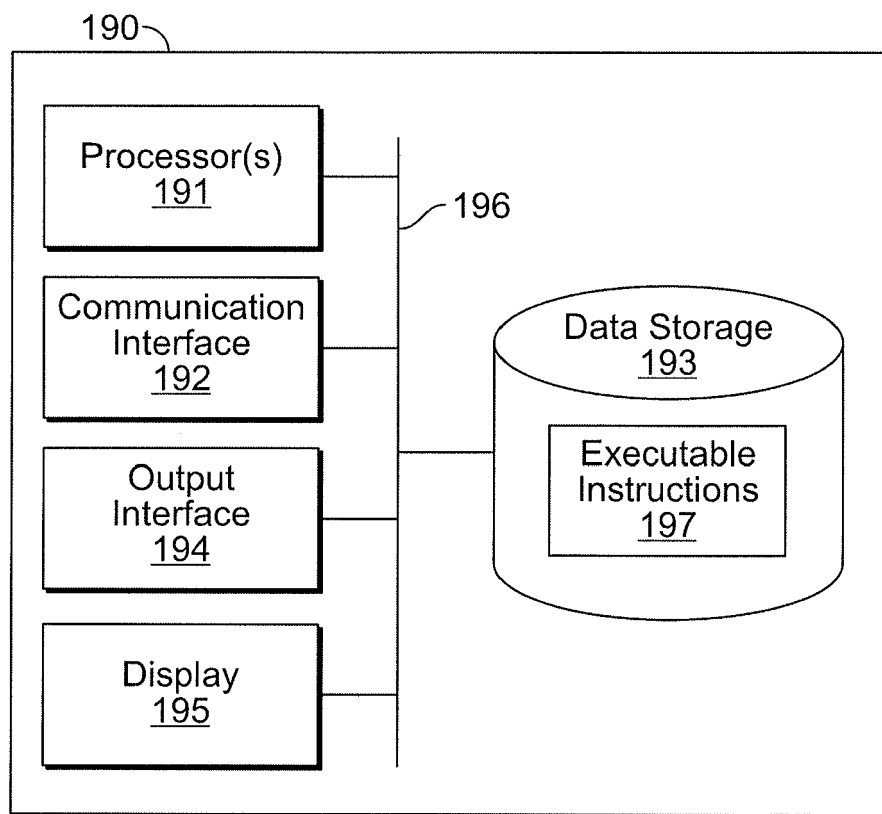 190
Processor(s)
191
196
Communication
Interface
192
Data Storage
193
Executable
Instructions
197
Output
Interface
194
Display
195